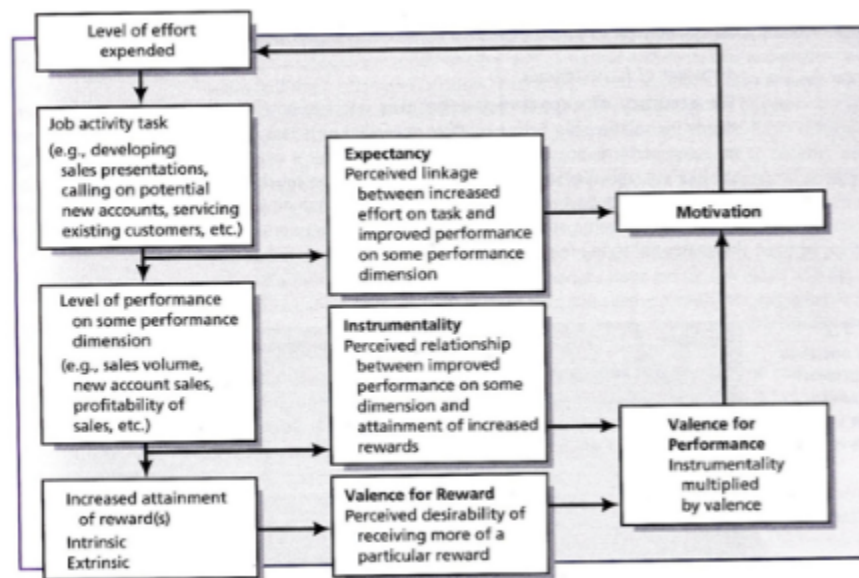 Level of effort
expended
Job activity task
(e.g., developing
sales presentations,
calling on potential
new accounts, servicing
existing customers, etc.)
Expectancy
Perceived linkage
between increased
effort on task and
improved performance
on some performance
dimension
Motivation
Level of performance
on some performance
dimension
(e.g., sales volume,
new account sales,
profitability of
sales, etc.)
Instrumentality
Perceived relationship
between improved
performance on some
dimension and
attainment of increased
rewards
Valence for
Performance
Instrumentality
multiplied
by valence
Increased attainment
of reward(s)
Intrinsic
Extrinsic
Valence for Reward
Perceived desirability of
receiving more of a
particular reward